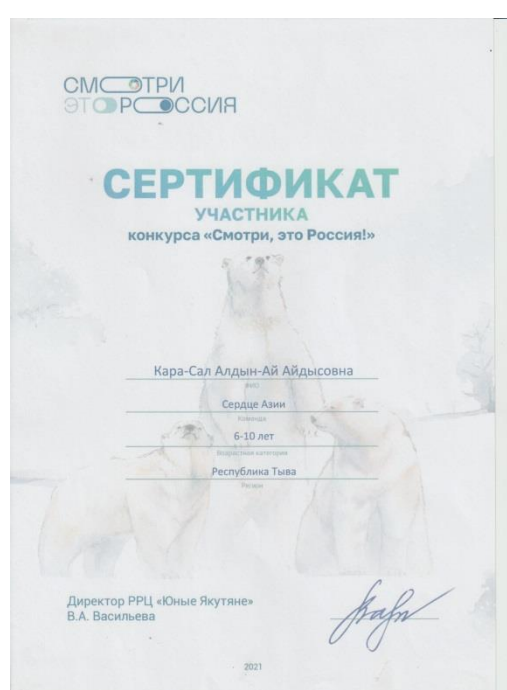 СМОТРИ
ЭТО РОССИЯ
СЕРТИФИКАТ
УЧАСТНИКА
конкурса «Смотри, это Россия!»
Кара-Сал Алдын-Ай Айдысовна
ФИО
Сердце Азии
Команда
6-10 лет
Возрастная категория
Республика Тыва
Регион
Директор РРЦ «Юные Якутяне»
В.А. Васильева
2021